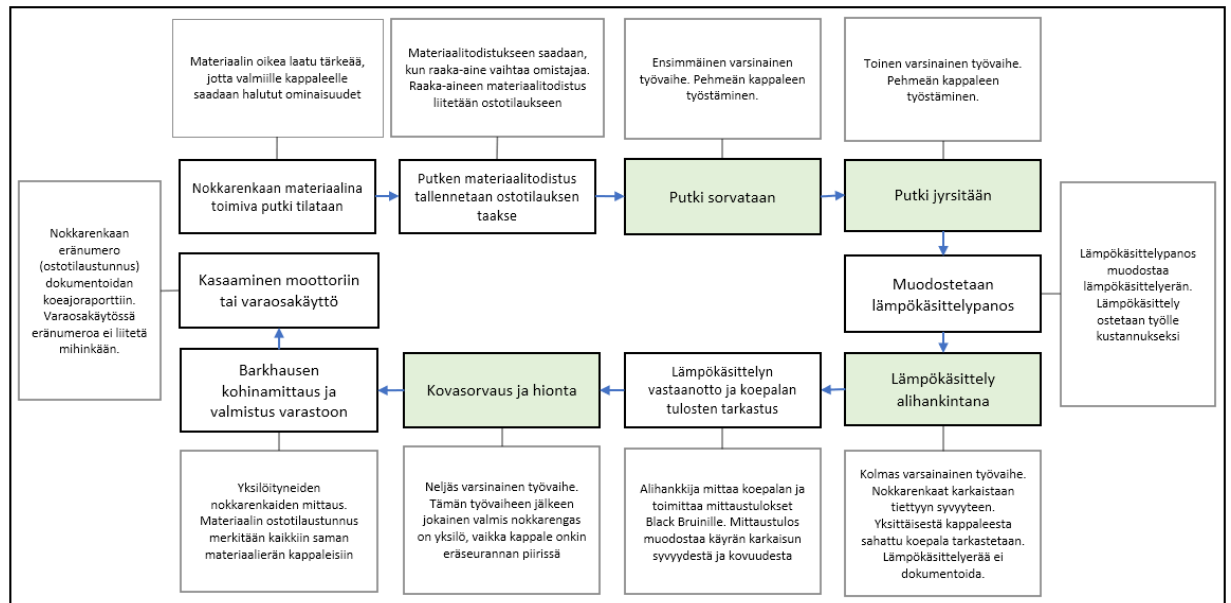 Materiaalin oikea laatu tärkeää,
jotta valmiille kappaleelle
saadaan halutut ominaisuudet
Materiaalitodistukseen saadaan,
kun raaka-aine vaihtaa omistajaa.
Raaka-aineen materiaalitodistus
liitetään ostotilaukseen
Ensimmäinen varsinainen
työvaihe. Pehmeän kappaleen
työstäminen.
Toinen varsinainen työvaihe.
Pehmeän kappaleen
työstäminen.
Nokkarenkaan materiaalina
toimiva putki tilataan
Putken materiaalitodistus
tallennetaan ostotilauksen
taakse
Putki sorvataan
Putki jyrsitään
Nokkarenkaan
eränumero
(ostotilaustunnus)
dokumentoidan
koeajoraporttiin.
Varaosakäytössä
eränumeroa ei liitetä
mihinkään.
Kasaaminen moottoriin
tai varaosakäyttö
Muodostetaan
lämpökäsittelypanos
Lämpökäsittelypanos
muodostaa
lämpökäsittelyerän.
Lämpökäsittely
ostetaan työlle
kustannukseksi
Barkhausen
kohinamittaus ja
valmistus varastoon
Kovasorvaus ja hionta
Lämpökäsittelyn
vastaanotto ja koepalan
tulosten tarkastus
Lämpökäsittely
alihankintana
Yksilöityneiden
nokkarenkaiden mittaus.
Materiaalin ostotilaustunnus
merkitään kaikkiin saman
materiaalierän kappaleisiin
Neljäs varsinainen työvaihe.
Tämän työvaiheen jälkeen
jokainen valmis nokkarengas
on yksilö, vaikka kappale onkin
eräseurannan piirissä
Alihankkija mittaa koepalan ja
toimittaa mittaustulokset
Black Bruinille. Mittaustulos
muodostaa käyrän karkaisun
syvyydestä ja kovuudesta
Kolmas varsainainen työvaihe.
Nokkarenkaat karkaistaan
tiettyyn syvyyteen.
Yksittäisestä kappaleesta
sahattu koepala tarkastetaan.
Lämpökäsittelyerää ei
dokumentoida.